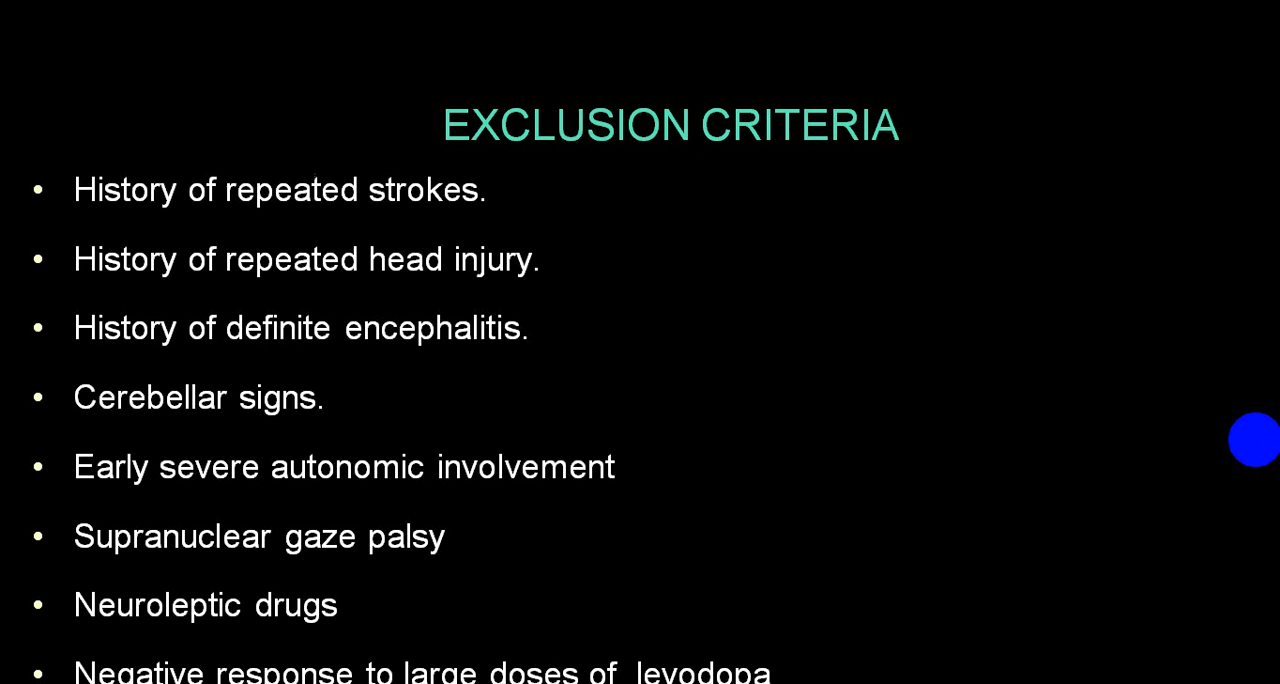 EXCLUSION CRITERIA
• History of repeated strokes.
• History of repeated head injury.
• History of definite encephalitis.
• Cerebellar signs.
• Early severe autonomic involvement
• Supranuclear gaze palsy
• Neuroleptic drugs
• Negative response to large doses of levodopa